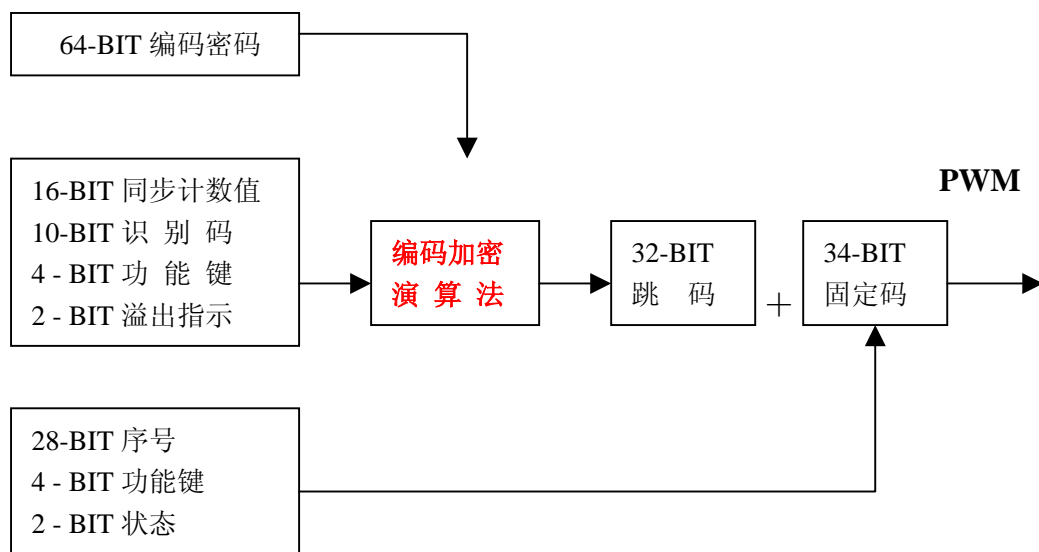 64-BIT 编码密码
16-BIT 同步计数值
10-BIT 识 别 码
4 - BIT 功 能 键
2 - BIT 溢出指示
编码加密
演 算 法
32-BIT
跳 码
+
34-BIT
固定码
PWM
28-BIT 序号
4 - BIT 功能键
2 - BIT 状态